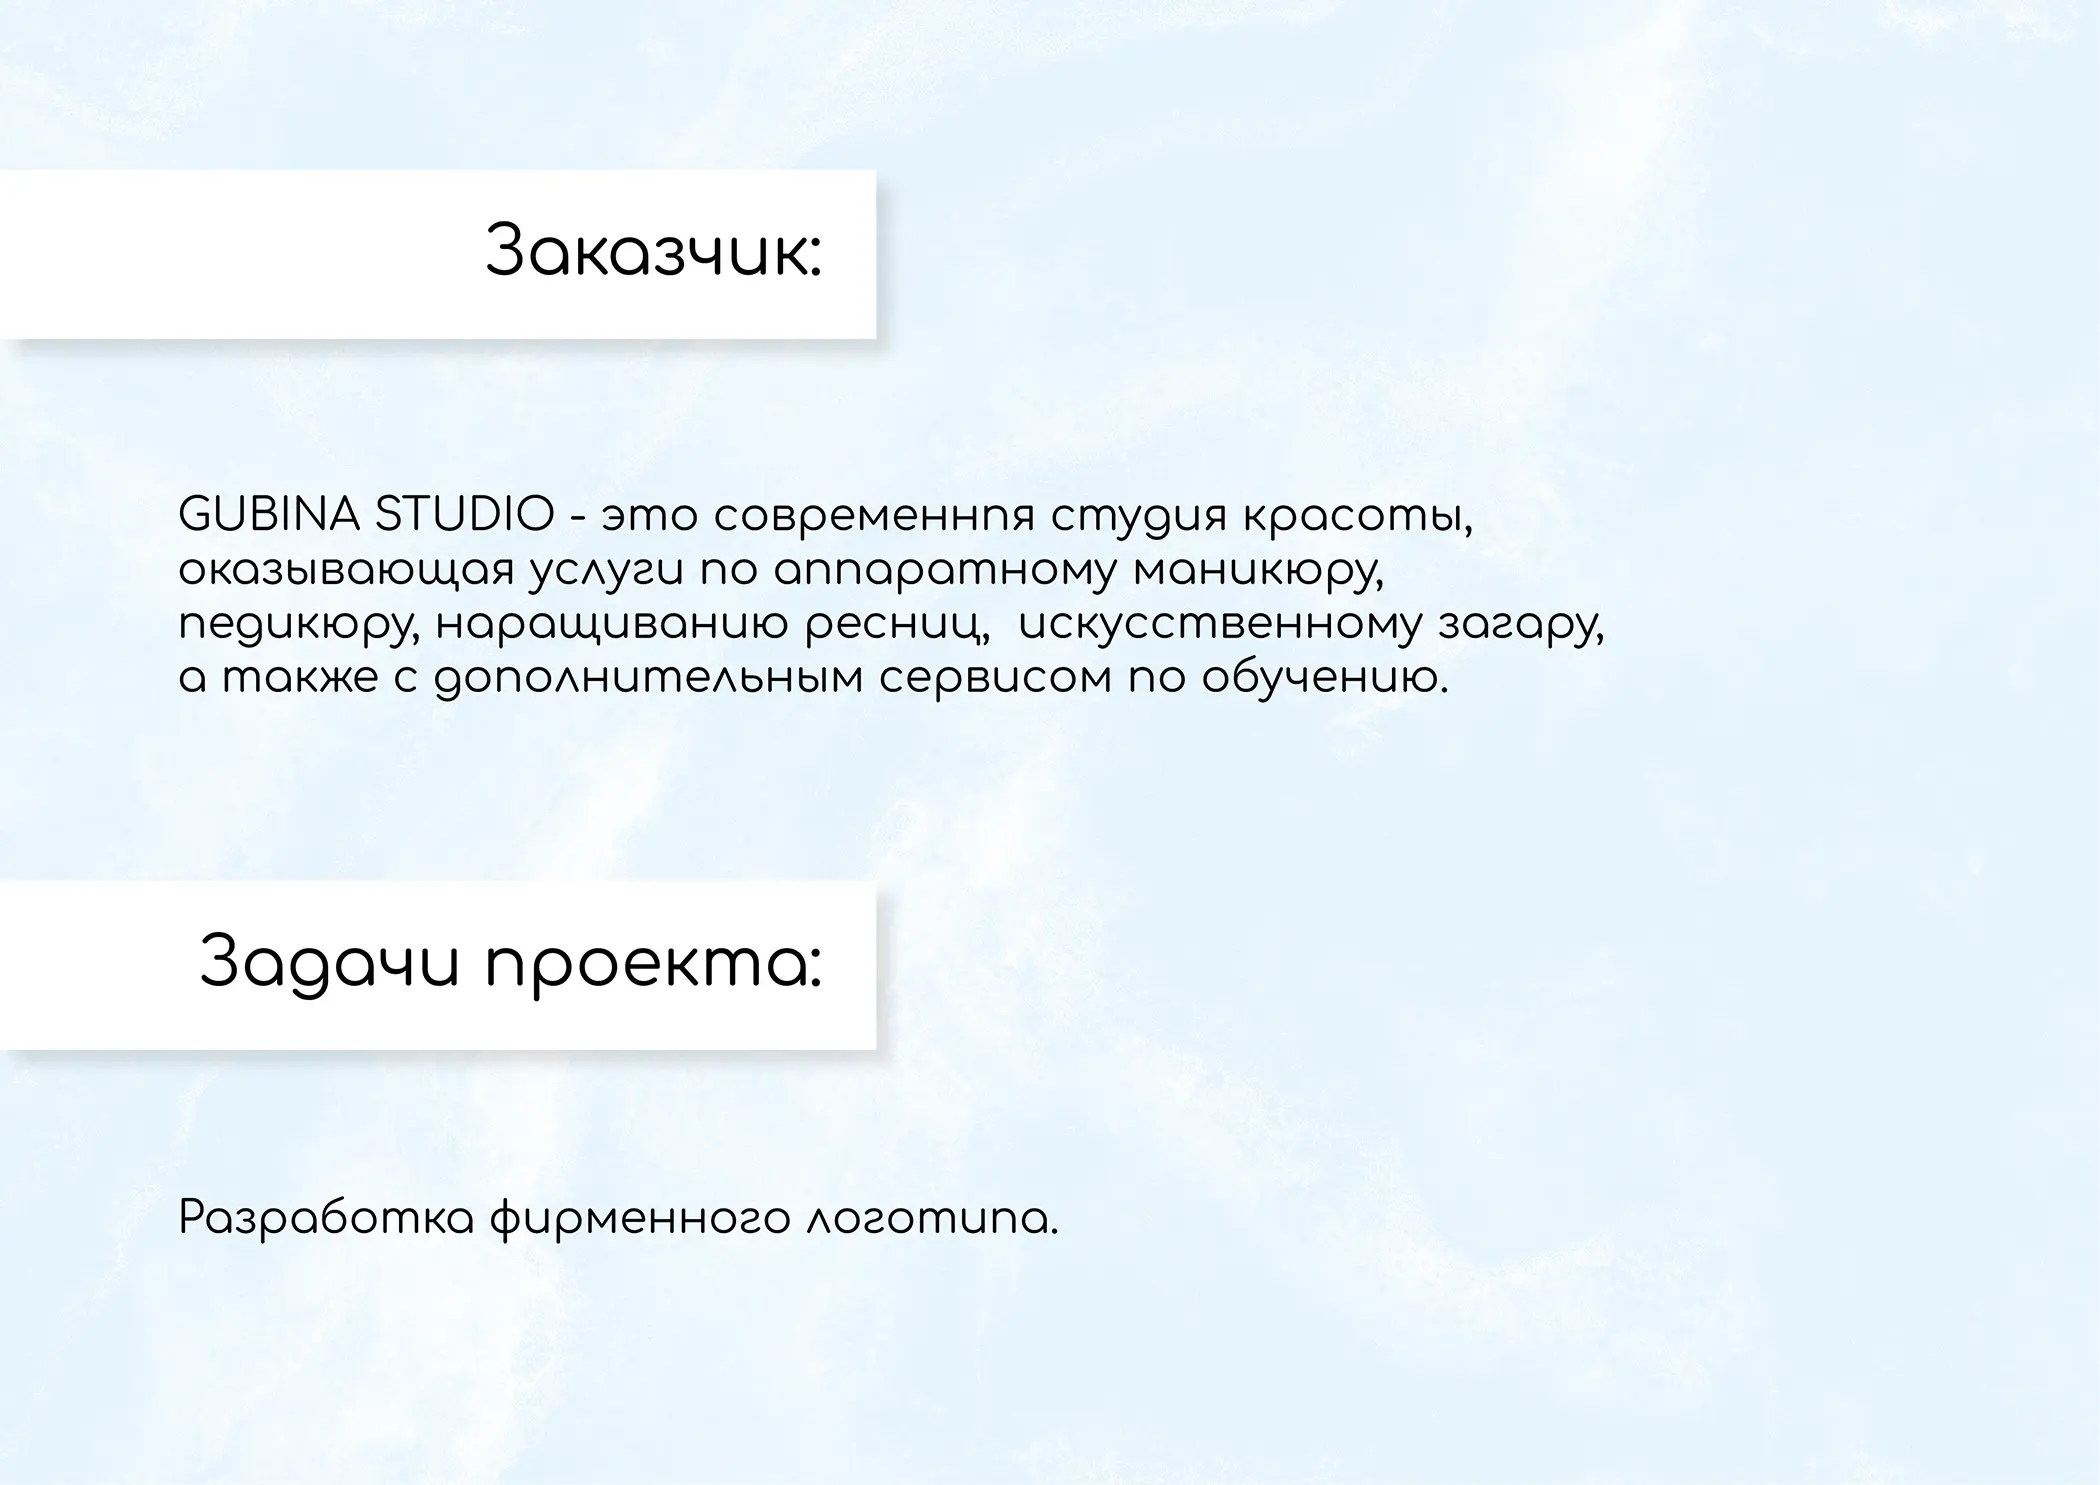 Заказчик:
GUBINA STUDIO - это современнпя студия красоты,
оказывающая услуги по аппаратному маникюру,
педикюру, наращиванию ресниц,  искусственному загару,
а также с дополнительным сервисом по обучению.
Задачи проекта:
Разработка фирменного логотипа.